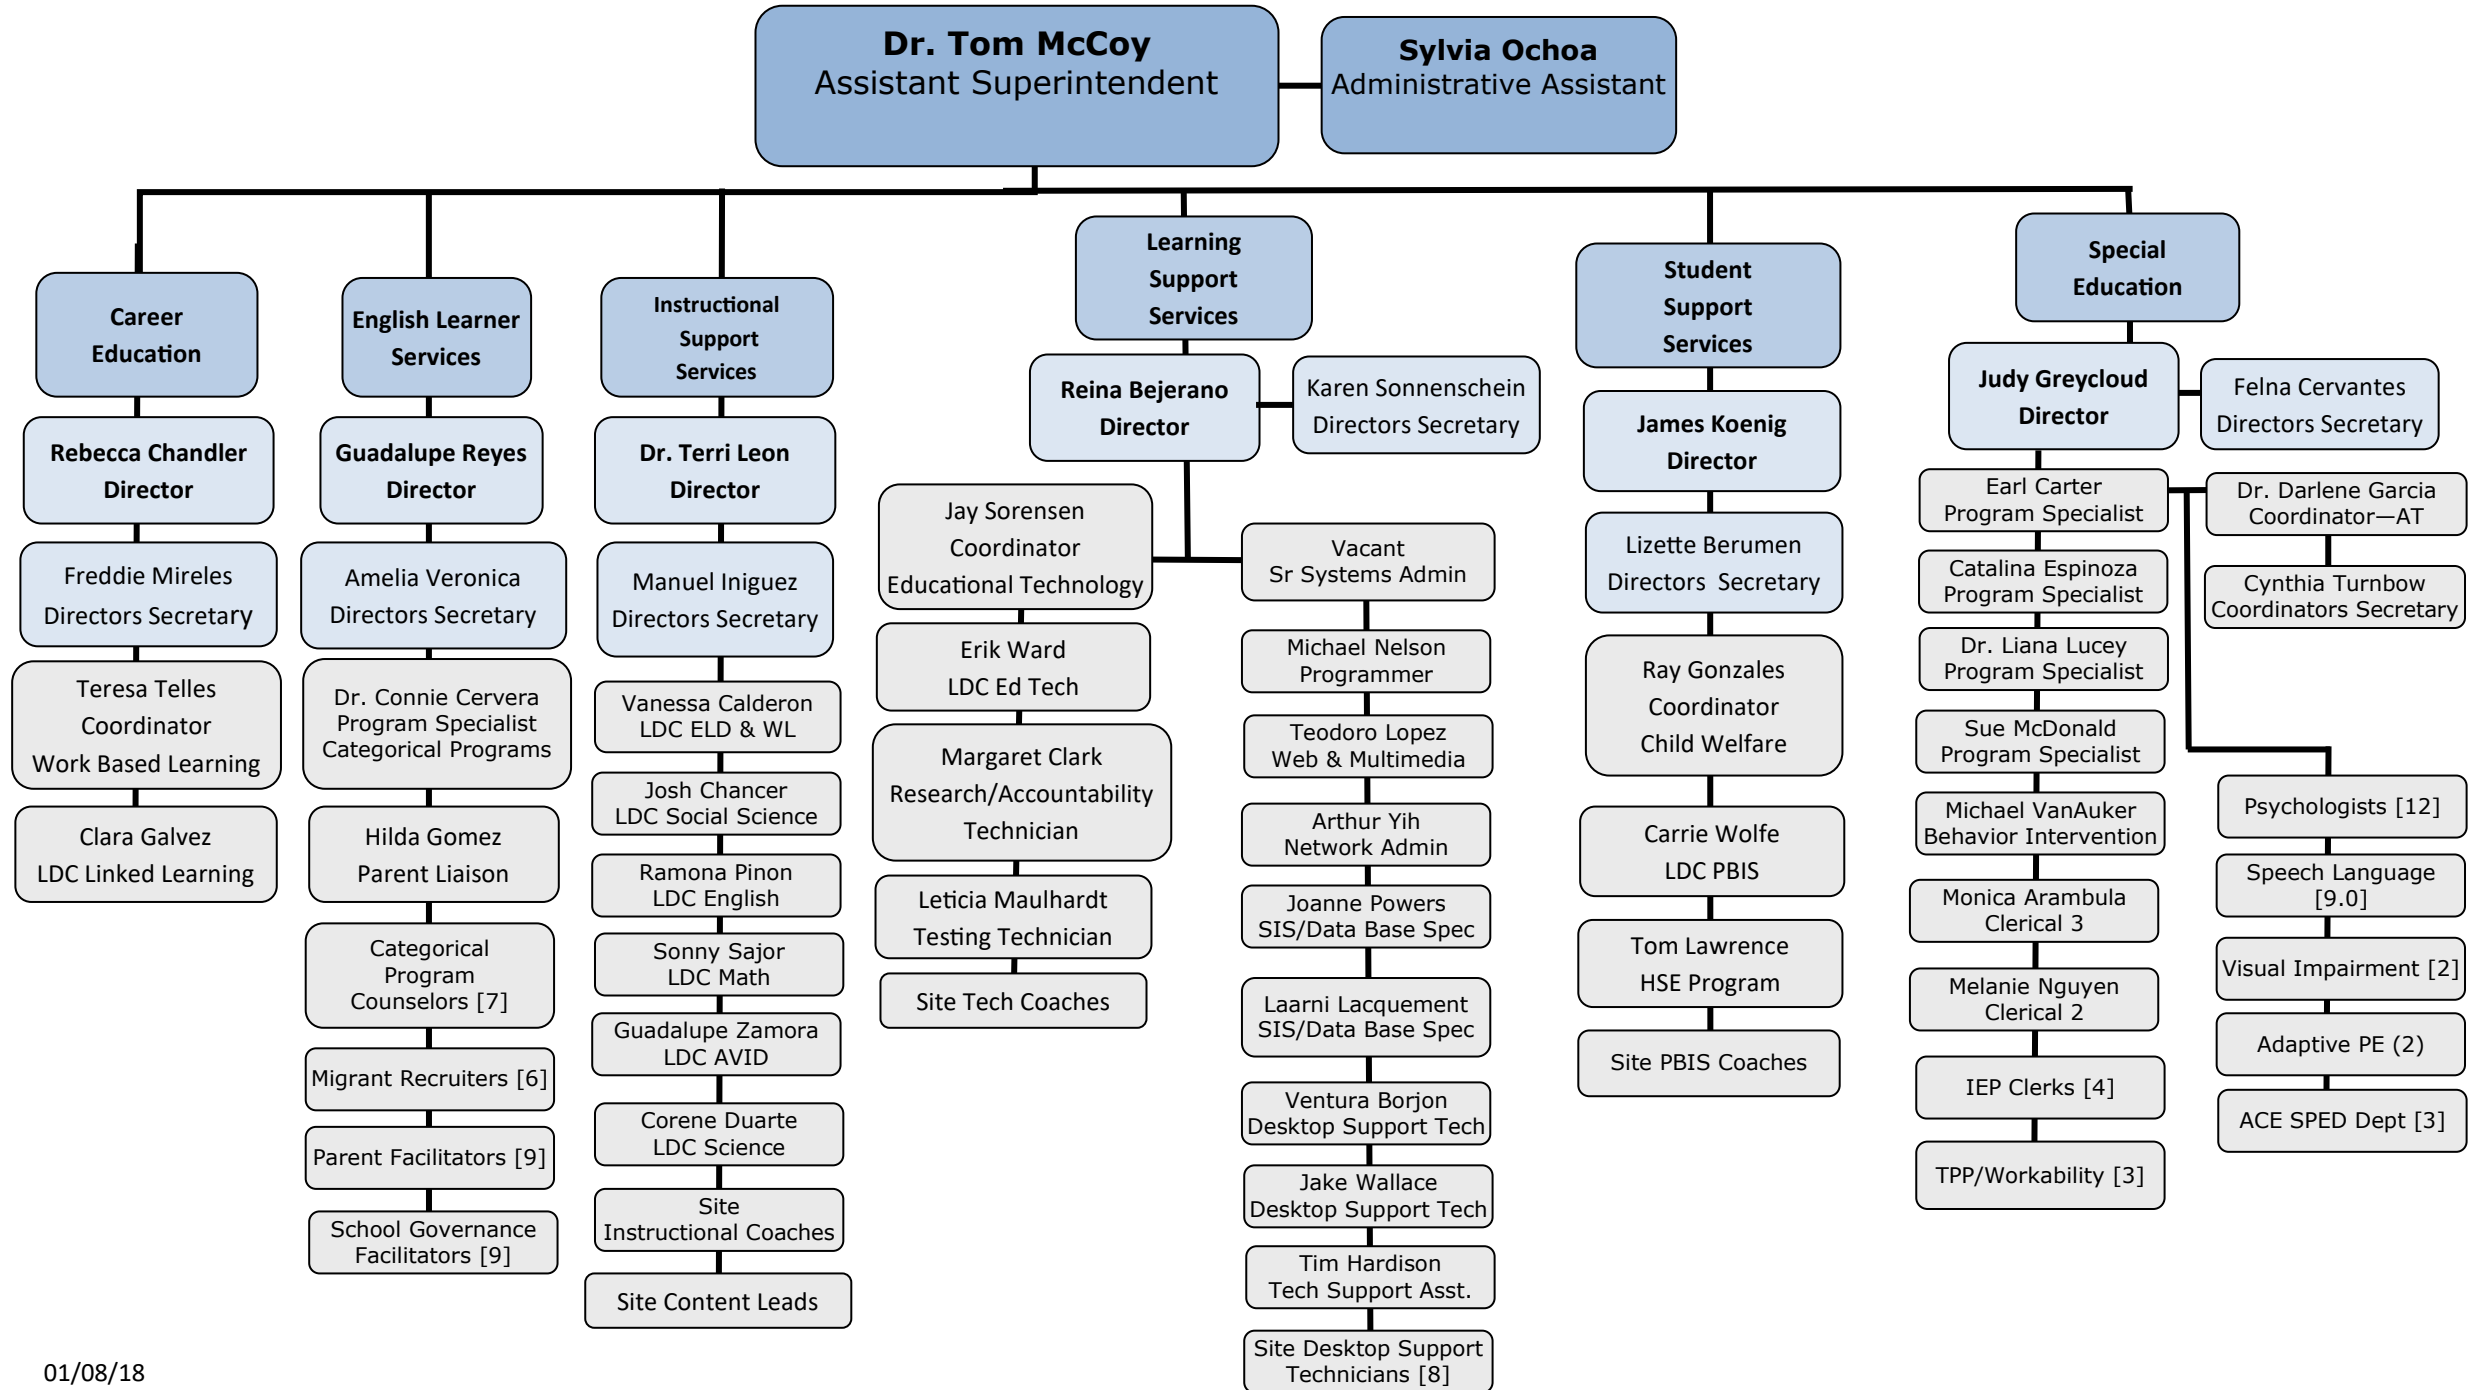 Dr. Tom McCoy
Assistant Superintendent
Sylvia Ochoa
Administrative Assistant
Career
Education
Rebecca Chandler
Director
Freddie Mireles
Directors Secretary
Teresa Telles
Coordinator
Work Based Learning
Clara Galvez
LDC Linked Learning
English Learner
Services
Guadalupe Reyes
Director
Amelia Veronica
Directors Secretary
Dr. Connie Cervera
Program Specialist
Categorical Programs
Hilda Gomez
Parent Liaison
Categorical
Program
Counselors [7]
Migrant Recruiters [6]
Parent Facilitators [9]
School Governance
Facilitators [9]
Instructional
Support
Services
Dr. Terri Leon
Director
Manuel Iniguez
Directors Secretary
Vanessa Calderon
LDC ELD & WL
Josh Chancer
LDC Social Science
Ramona Pinon
LDC English
Sonny Sajor
LDC Math
Guadalupe Zamora
LDC AVID
Corene Duarte
LDC Science
Site
Instructional Coaches
Site Content Leads
Learning
Support
Services
Reina Bejerano
Director
Karen Sonnenschein
Directors Secretary
Jay Sorensen
Coordinator
Educational Technology
Erik Ward
LDC Ed Tech
Margaret Clark
Research/Accountability
Technician
Leticia Maulhardt
Testing Technician
Site Tech Coaches
Vacant
Sr Systems Admin
Michael Nelson
Programmer
Teodoro Lopez
Web & Multimedia
Arthur Yih
Network Admin
Joanne Powers
SIS/Data Base Spec
Laarni Lacquement
SIS/Data Base Spec
Ventura Borjon
Desktop Support Tech
Jake Wallace
Desktop Support Tech
Tim Hardison
Tech Support Asst.
Site Desktop Support
Technicians [8]
Student
Support
Services
James Koenig
Director
Lizette Berumen
Directors  Secretary
Ray Gonzales
Coordinator
Child Welfare
Carrie Wolfe
LDC PBIS
Tom Lawrence
HSE Program
Site PBIS Coaches
Special
Education
Judy Greycloud
Director
Felna Cervantes
Directors Secretary
Earl Carter
Program Specialist
Catalina Espinoza
Program Specialist
Dr. Liana Lucey
Program Specialist
Sue McDonald
Program Specialist
Michael VanAuker
Behavior Intervention
Monica Arambula
Clerical 3
Melanie Nguyen
Clerical 2
IEP Clerks [4]
TPP/Workability [3]
Dr. Darlene Garcia
Coordinator—AT
Cynthia Turnbow
Coordinators Secretary
Psychologists [12]
Speech Language
[9.0]
Visual Impairment [2]
Adaptive PE (2)
ACE SPED Dept [3]
01/08/18